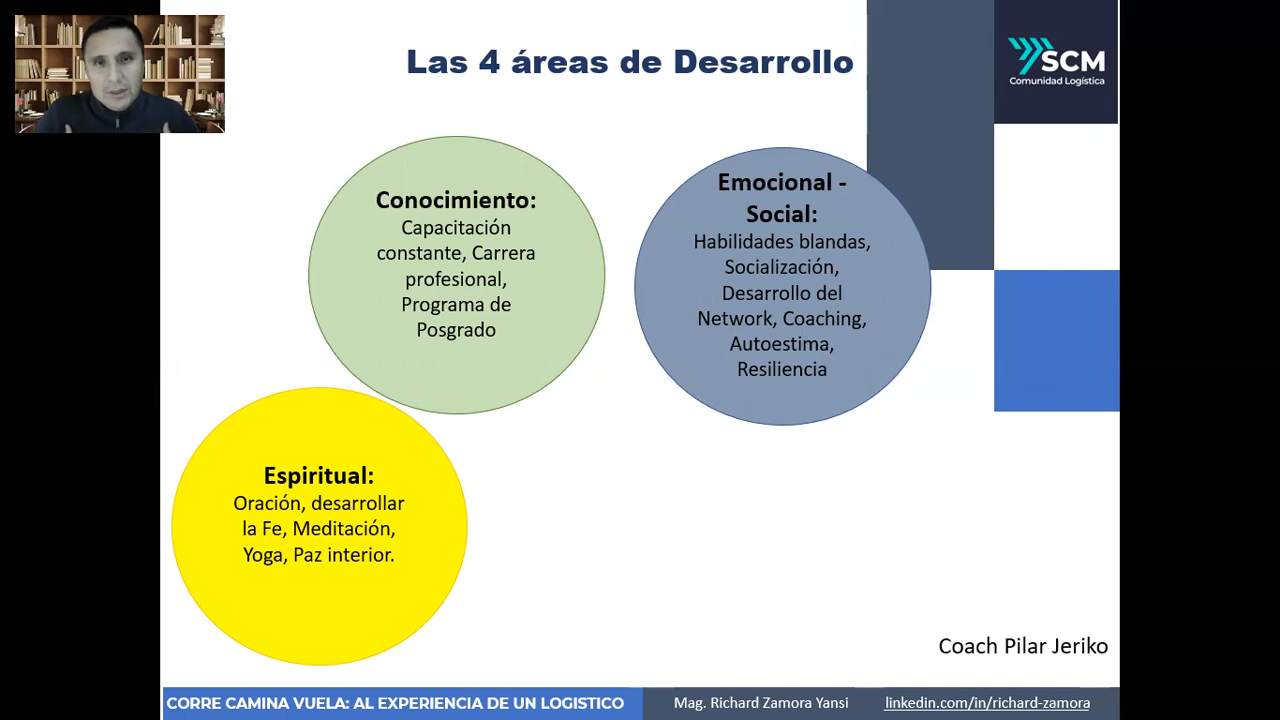 Las 4 áreas de Desarrollo
SCM
Comunidad Logística
Conocimiento:
Capacitación
constante, Carrera
profesional,
Programa de
Posgrado
Emocional -
Social:
Habilidades blandas,
Socialización,
Desarrollo del
Network, Coaching,
Autoestima,
Resiliencia
Espiritual:
Oración, desarrollar
la Fe, Meditación,
Yoga, Paz interior.
Coach Pilar Jeriko
CORRE CAMINA VUELA: AL EXPERIENCIA DE UN LOGISTICO
Mag. Richard Zamora Yansi
linkedin.com/in/richard-zamora